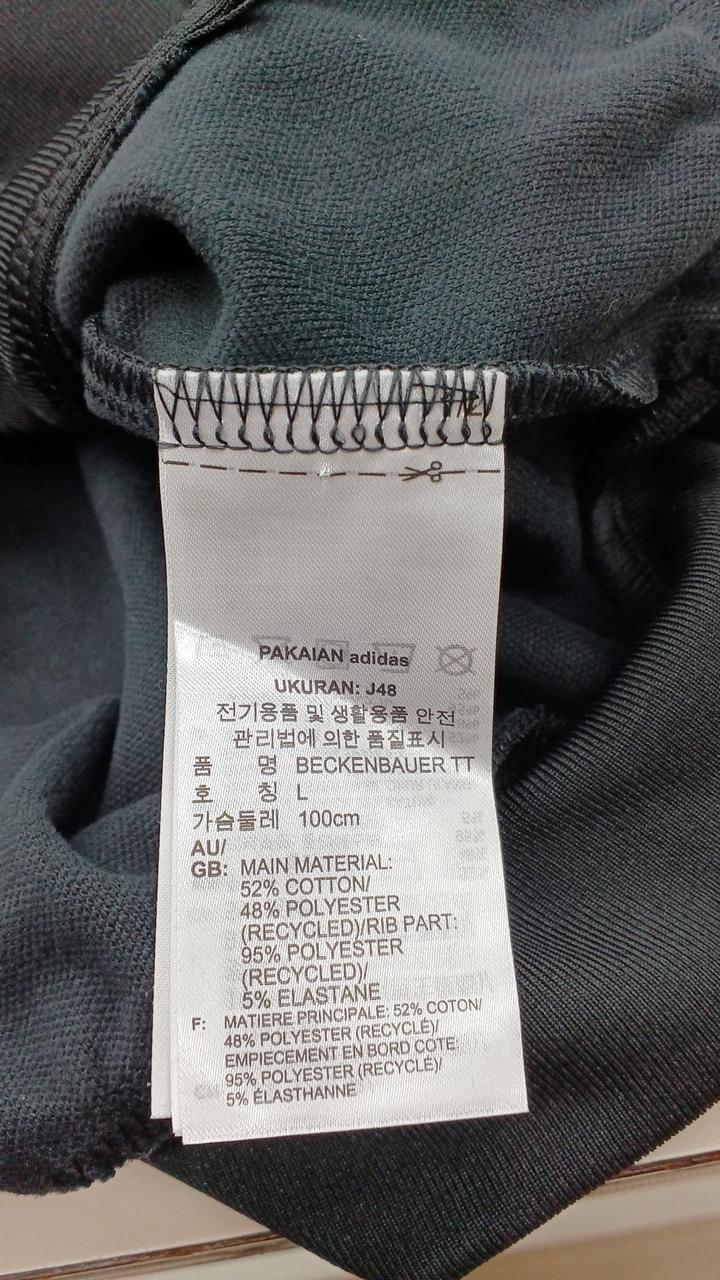 PAKAIAN adidas
UKURAN: J48
전기용품 및 생활용품 안전
관리법에 의한 품질표시
품 명 BECKENBAUER TT
호 칭 L
가슴둘레 100cm
AU/
GB: MAIN MATERIAL:
52% COTTON/
48% POLYESTER
(RECYCLED)/RIB PART:
95% POLYESTER
(RECYCLED)/
5% ELASTANE
F: MATIERE PRINCIPALE: 52% COTON/
48% POLYESTER (RECYCLÉ)/
EMPIECEMENT EN BORD COTE:
95% POLYESTER (RECYCLÉ)/
5% ÉLASTHANNE